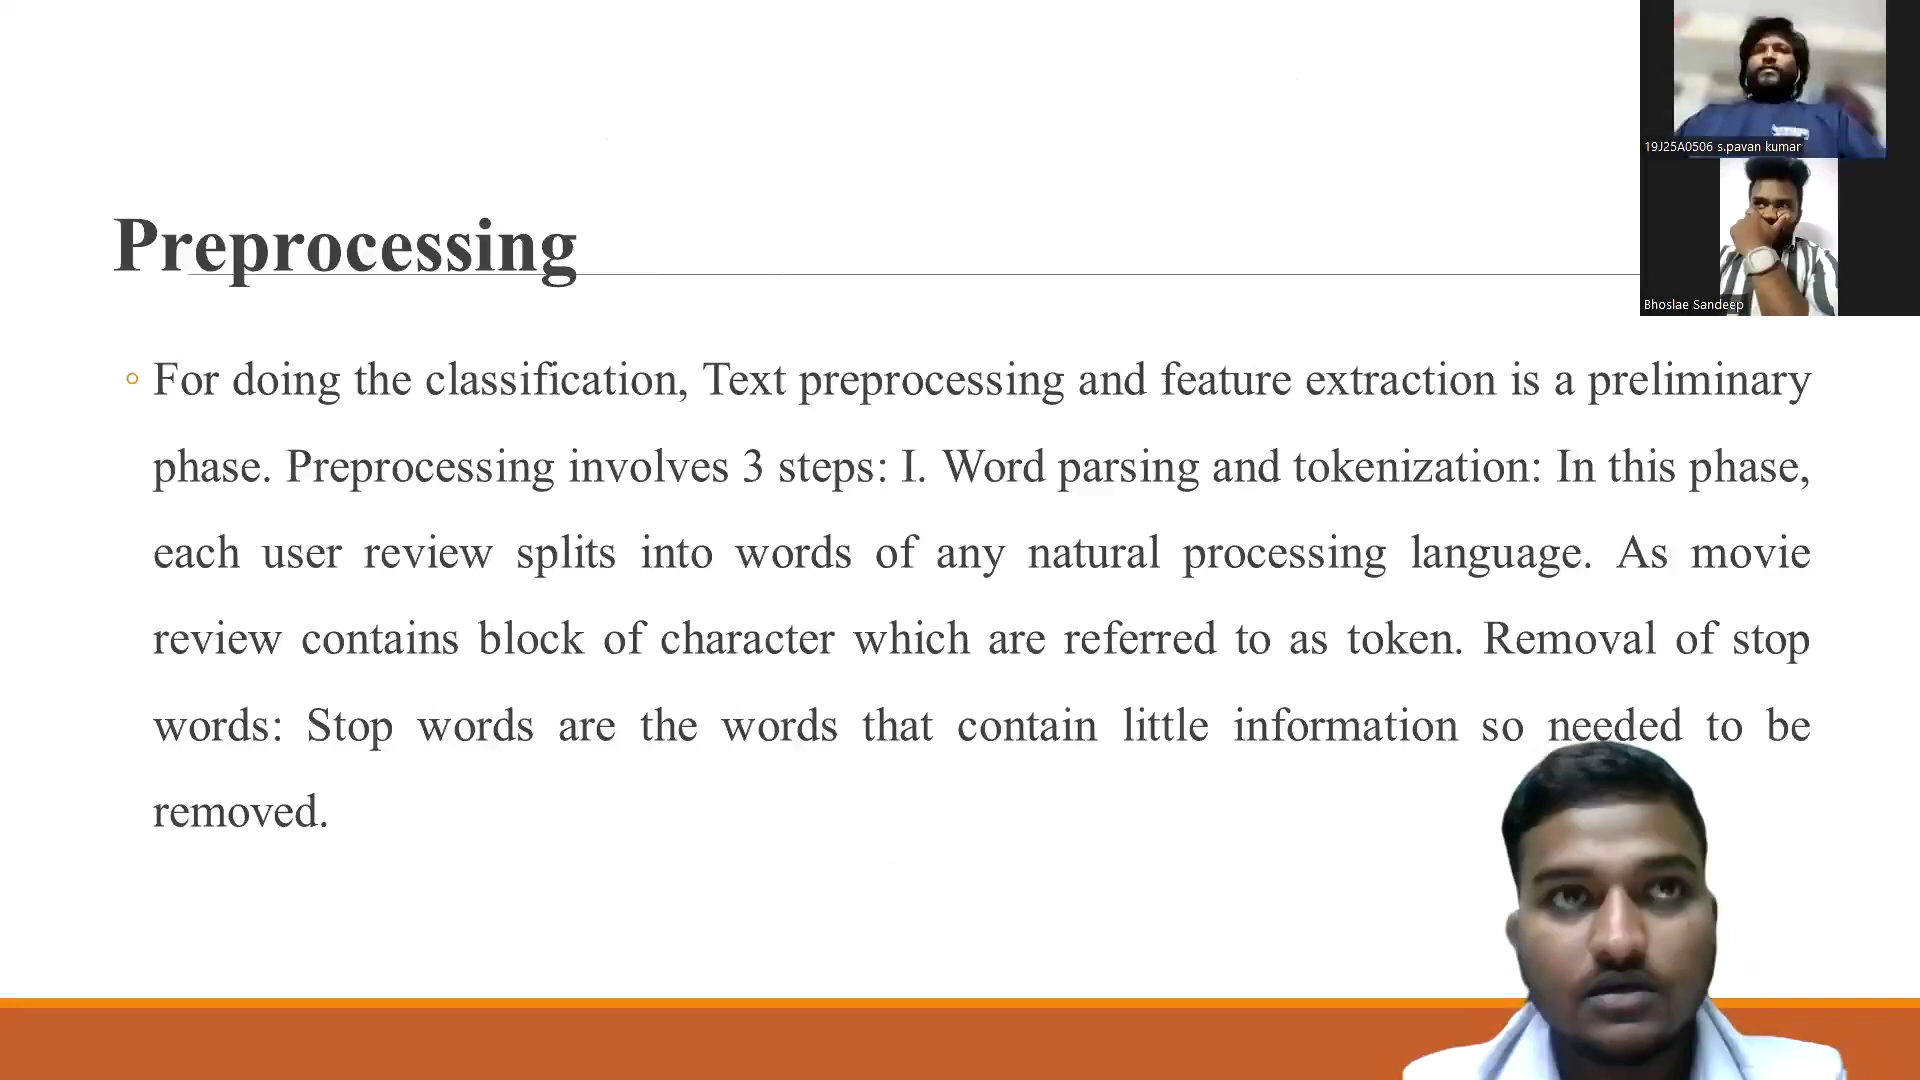 19J25A0506 s.pavan kumar
Bhoslae Sandeep
Preprocessing
For doing the classification, Text preprocessing and feature extraction is a preliminary
phase. Preprocessing involves 3 steps: I. Word parsing and tokenization: In this phase,
each user review splits into words of any natural processing language. As movie
review contains block of character which are referred to as token. Removal of stop
words: Stop words are the words that contain little information so needed to be
removed.